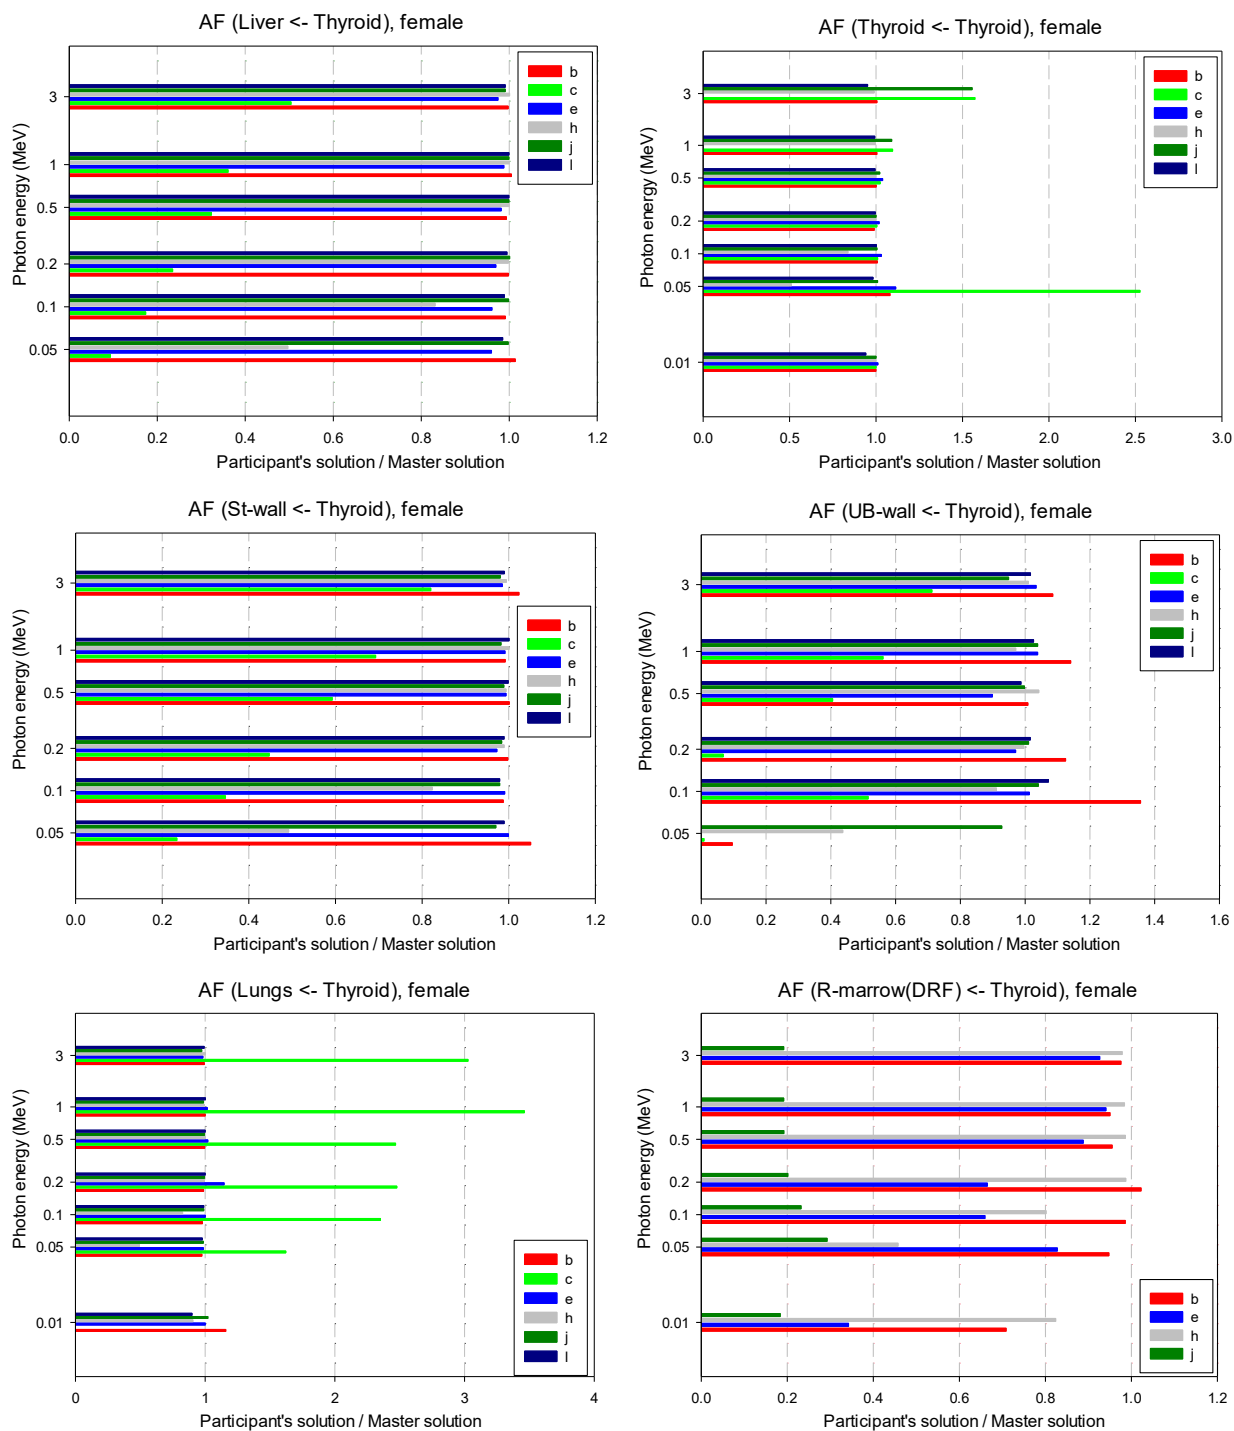 AF (Liver <- Thyroid), female
Photon energy (MeV)
3
1
0.5
0.2
0.1
0.05
0.0 0.2 0.4 0.6 0.8 1.0 1.2
Participant's solution / Master solution
b
c
e
h
j
l
AF (Thyroid <- Thyroid), female
Photon energy (MeV)
3
1
0.5
0.2
0.1
0.05
0.01
0.0 0.5 1.0 1.5 2.0 2.5 3.0
Participant's solution / Master solution
b
c
e
h
j
l
AF (St-wall <- Thyroid), female
Photon energy (MeV)
3
1
0.5
0.2
0.1
0.05
0.0 0.2 0.4 0.6 0.8 1.0 1.2
Participant's solution / Master solution
b
c
e
h
j
l
AF (UB-wall <- Thyroid), female
Photon energy (MeV)
3
1
0.5
0.2
0.1
0.05
0.0 0.2 0.4 0.6 0.8 1.0 1.2 1.4 1.6
Participant's solution / Master solution
b
c
e
h
j
l
AF (Lungs <- Thyroid), female
Photon energy (MeV)
3
1
0.5
0.2
0.1
0.05
0.01
0 1 2 3 4
Participant's solution / Master solution
b
c
e
h
j
l
AF (R-marrow(DRF) <- Thyroid), female
Photon energy (MeV)
3
1
0.5
0.2
0.1
0.05
0.01
0.0 0.2 0.4 0.6 0.8 1.0 1.2
Participant's solution / Master solution
b
e
h
j